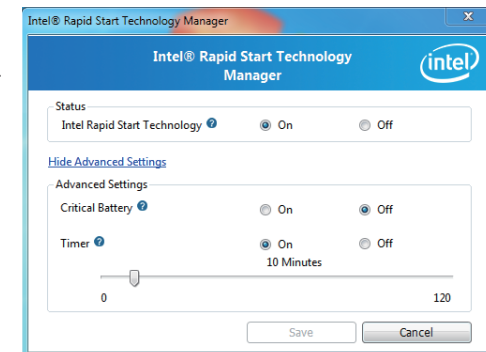 Intel® Rapid Start Technology Manager
x
Intel® Rapid Start Technology
Manager
intel
Status
Intel Rapid Start Technology ? On Off
Hide Advanced Settings
Advanced Settings
Critical Battery ? On Off
Timer ? On Off
10 Minutes
0 120
Save Cancel